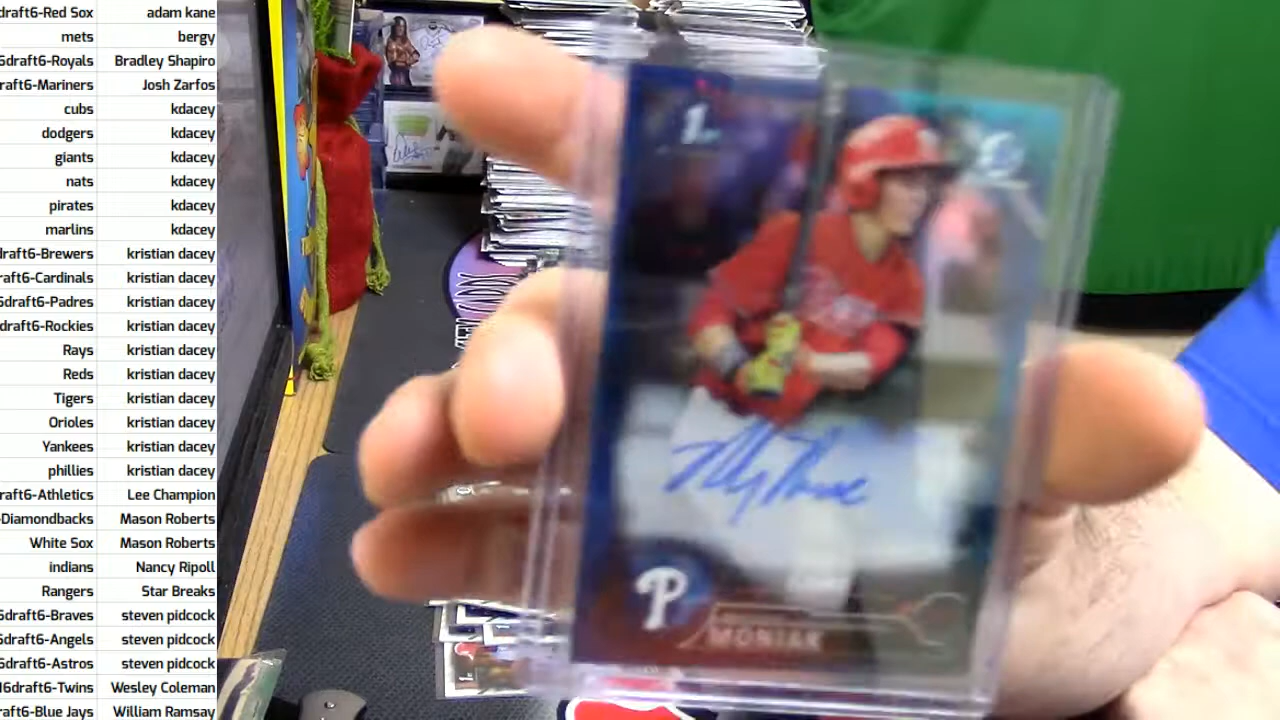 draft6-Red Sox adam kane
mets bergy
6draft6-Royals Bradley Shapiro
raft6-Mariners Josh Zarfos
cubs kdacey
dodgers kdacey
giants kdacey
nats kdacey
pirates kdacey
marlins kdacey
draft6-Brewers kristian dacey
raft6-Cardinals kristian dacey
6draft6-Padres kristian dacey
draft6-Rockies kristian dacey
Rays kristian dacey
Reds kristian dacey
Tigers kristian dacey
Orioles kristian dacey
Yankees kristian dacey
phillies kristian dacey
raft6-Athletics Lee Champion
-Diamondbacks Mason Roberts
White Sox Mason Roberts
indians Nancy Ripoll
Rangers Star Breaks
6draft6-Braves steven pidcock
draft6-Angels steven pidcock
6draft6-Astros steven pidcock
16draft6-Twins Wesley Coleman
raft6-Blue Jays William Ramsay
1
P
MONIAK